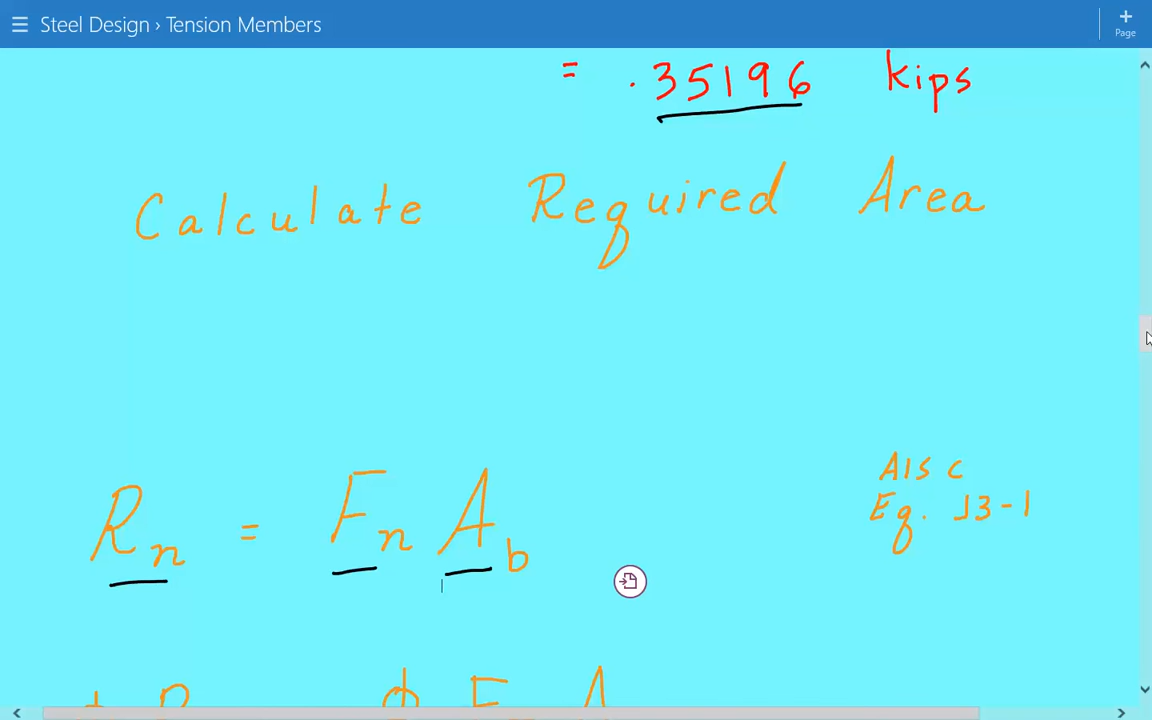 Steel Design › Tension Members
Page
= .35196 kips
Calculate Required Area
AISC
Eq. J3-1
Rn = Fn Ab
ϕ R ϕ F A